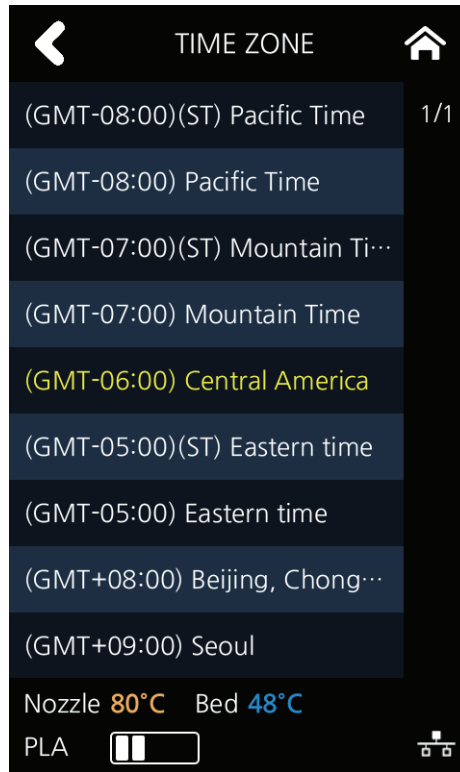 TIME ZONE
(GMT-08:00)(ST) Pacific Time
1/1
(GMT-08:00) Pacific Time
(GMT-07:00)(ST) Mountain Ti···
(GMT-07:00) Mountain Time
(GMT-06:00) Central America
(GMT-05:00)(ST) Eastern time
(GMT-05:00) Eastern time
(GMT+08:00) Beijing, Chong···
(GMT+09:00) Seoul
Nozzle 80°C Bed 48°C
PLA